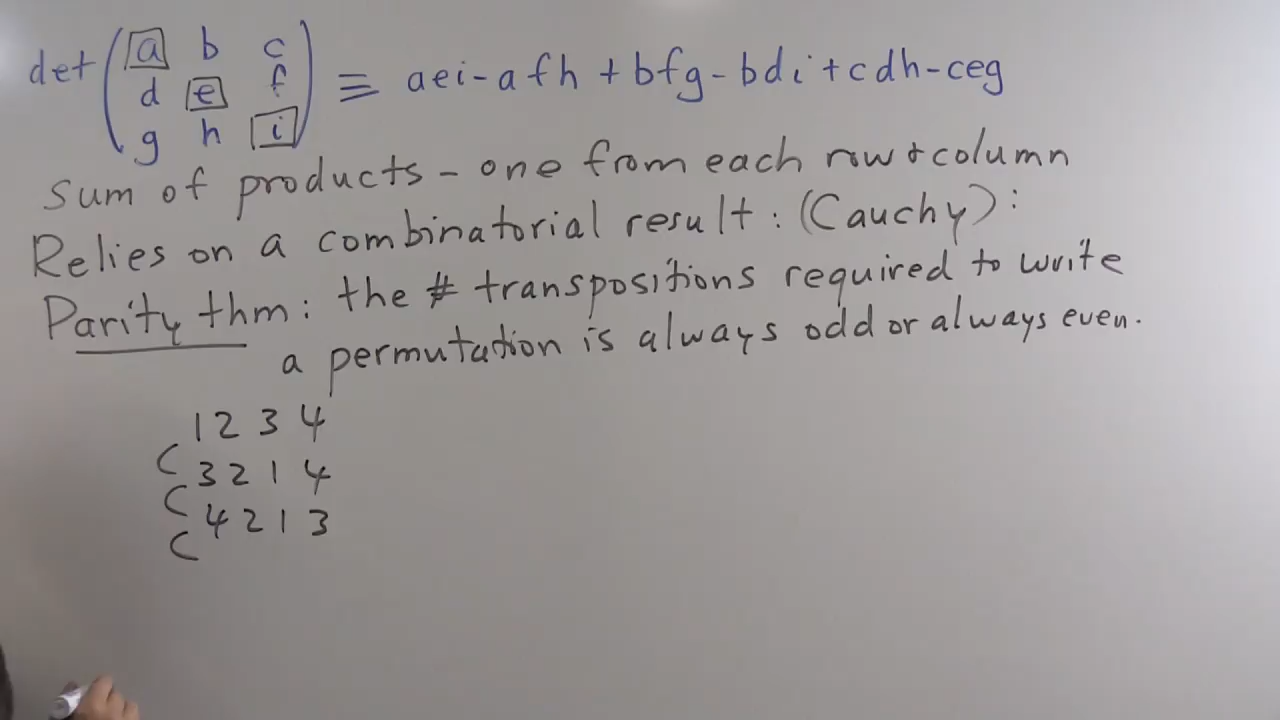 det ( a b c ≡ aei - afh + bfg - bdi + cdh - ceg
d e f
g h i )
Sum of products - one from each row + column
Relies on a combinatorial result : (Cauchy) :
Parity thm : the # transpositions required to write
a permutation is always odd or always even.
1 2 3 4
3 2 1 4
4 2 1 3